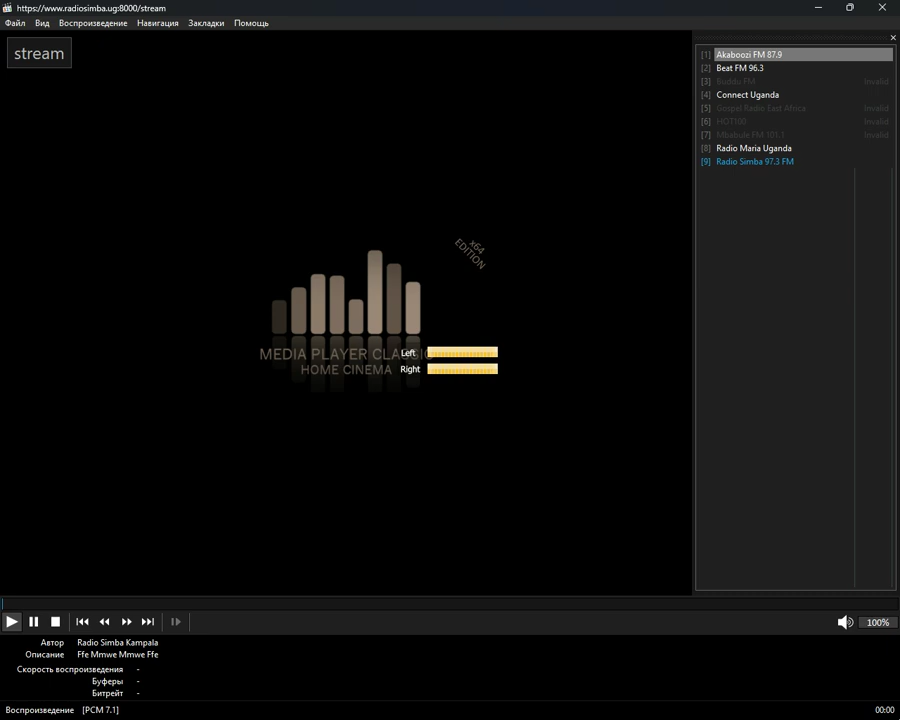 https://www.radiosimba.ug:8000/stream
Файл Вид Воспроизведение Навигация Закладки Помощь
stream
[1] Akaboozi FM 87.9
[2] Beat FM 96.3
[3] Buddu FM Invalid
[4] Connect Uganda
[5] Gospel Radio East Africa Invalid
[6] HOT100 Invalid
[7] Mbabule FM 101.1 Invalid
[8] Radio Maria Uganda
[9] Radio Simba 97.3 FM
x64
EDITION
MEDIA PLAYER CLASSIC
HOME CINEMA
Left
Right
100%
Автор Radio Simba Kampala
Описание Ffe Mmwe Mmwe Ffe
Скорость воспроизведения -
Буферы -
Битрейт -
Воспроизведение [PCM 7.1] 00:00